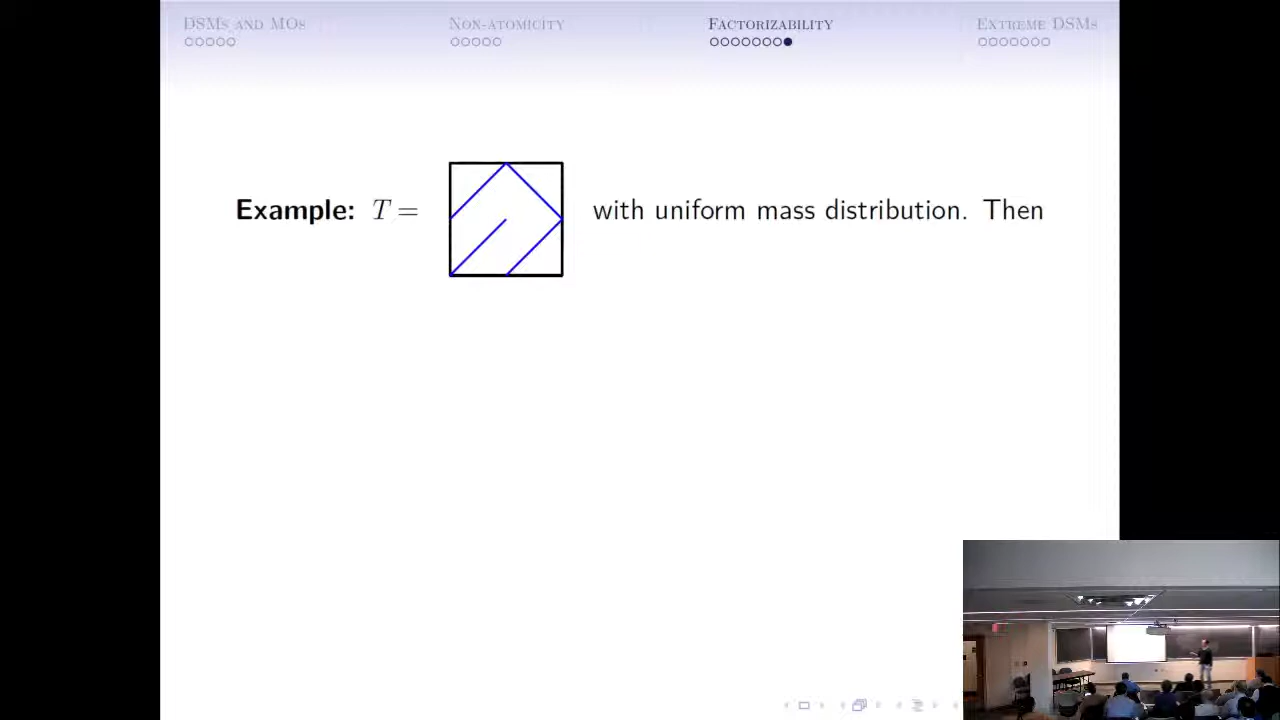 DSMs and MOs Non-atomicity Factorizability Extreme DSMs
Example: T = with uniform mass distribution. Then